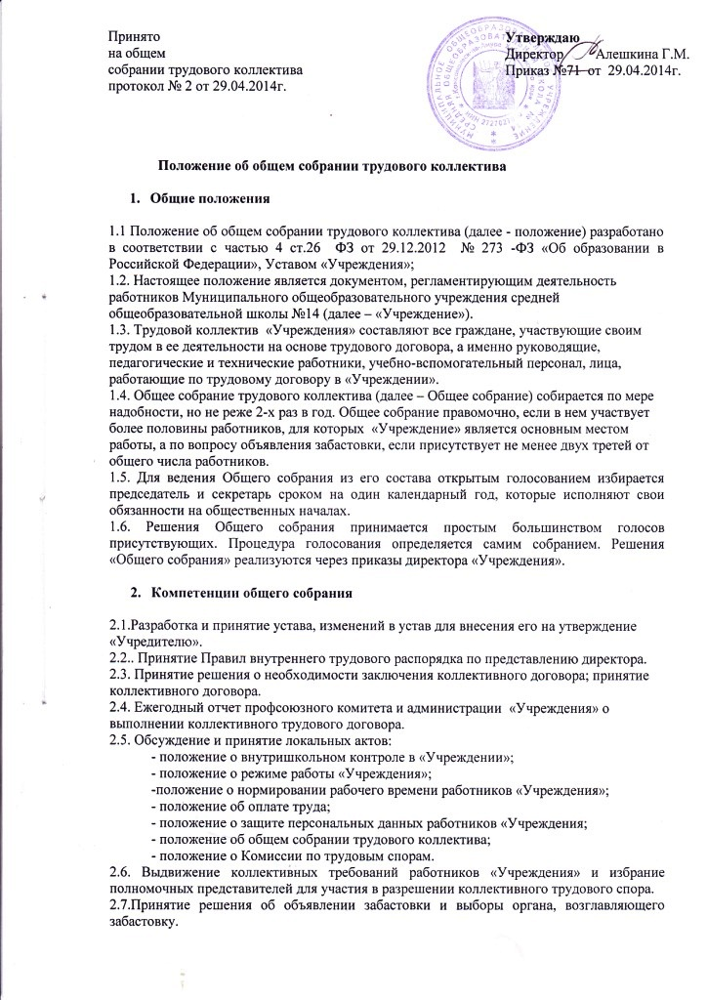 Принято
на общем
собрании трудового коллектива
протокол № 2 от 29.04.2014г.
Утверждаю
Директор Алешкина Г.М.
Приказ №71 от 29.04.2014г.
Положение об общем собрании трудового коллектива
1. Общие положения
1.1 Положение об общем собрании трудового коллектива (далее - положение) разработано
в соответствии с частью 4 ст.26 ФЗ от 29.12.2012 № 273 -ФЗ «Об образовании в
Российской Федерации», Уставом «Учреждения»;
1.2. Настоящее положение является документом, регламентирующим деятельность
работников Муниципального общеобразовательного учреждения средней
общеобразовательной школы №14 (далее – «Учреждение»).
1.3. Трудовой коллектив «Учреждения» составляют все граждане, участвующие своим
трудом в ее деятельности на основе трудового договора, а именно руководящие,
педагогические и технические работники, учебно-вспомогательный персонал, лица,
работающие по трудовому договору в «Учреждении».
1.4. Общее собрание трудового коллектива (далее – Общее собрание) собирается по мере
надобности, но не реже 2-х раз в год. Общее собрание правомочно, если в нем участвует
более половины работников, для которых «Учреждение» является основным местом
работы, а по вопросу объявления забастовки, если присутствует не менее двух третей от
общего числа работников.
1.5. Для ведения Общего собрания из его состава открытым голосованием избирается
председатель и секретарь сроком на один календарный год, которые исполняют свои
обязанности на общественных началах.
1.6. Решения Общего собрания принимается простым большинством голосов
присутствующих. Процедура голосования определяется самим собранием. Решения
«Общего собрания» реализуются через приказы директора «Учреждения».
2. Компетенции общего собрания
2.1.Разработка и принятие устава, изменений в устав для внесения его на утверждение
«Учредителю».
2.2.. Принятие Правил внутреннего трудового распорядка по представлению директора.
2.3. Принятие решения о необходимости заключения коллективного договора; принятие
коллективного договора.
2.4. Ежегодный отчет профсоюзного комитета и администрации «Учреждения» о
выполнении коллективного трудового договора.
2.5. Обсуждение и принятие локальных актов:
- положение о внутришкольном контроле в «Учреждении»;
- положение о режиме работы «Учреждения»;
-положение о нормировании рабочего времени работников «Учреждения»;
- положение об оплате труда;
- положение о защите персональных данных работников «Учреждения;
- положение об общем собрании трудового коллектива;
- положение о Комиссии по трудовым спорам.
2.6. Выдвижение коллективных требований работников «Учреждения» и избрание
полномочных представителей для участия в разрешении коллективного трудового спора.
2.7.Принятие решения об объявлении забастовки и выборы органа, возглавляющего
забастовку.